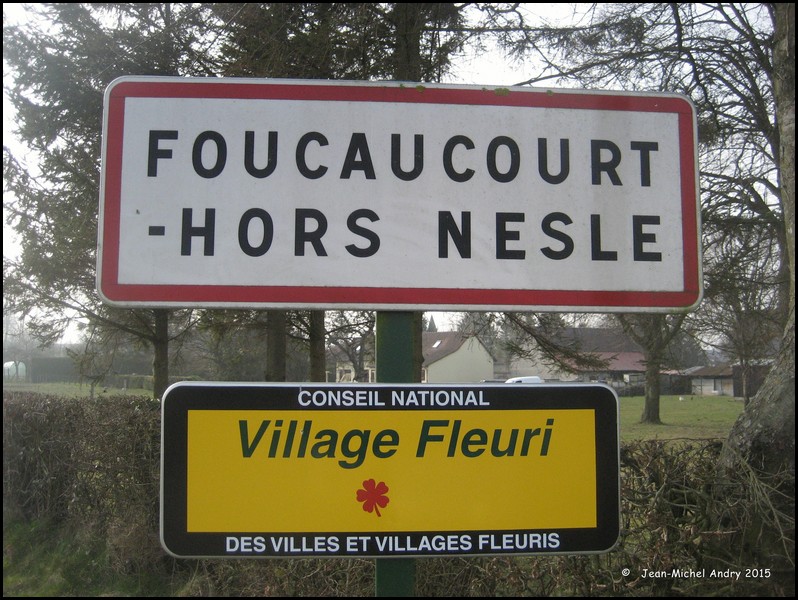 FOUCAUCOURT
-HORS NESLE
CONSEIL NATIONAL
Village Fleuri
DES VILLES ET VILLAGES FLEURIS
© Jean-Michel Andry 2015